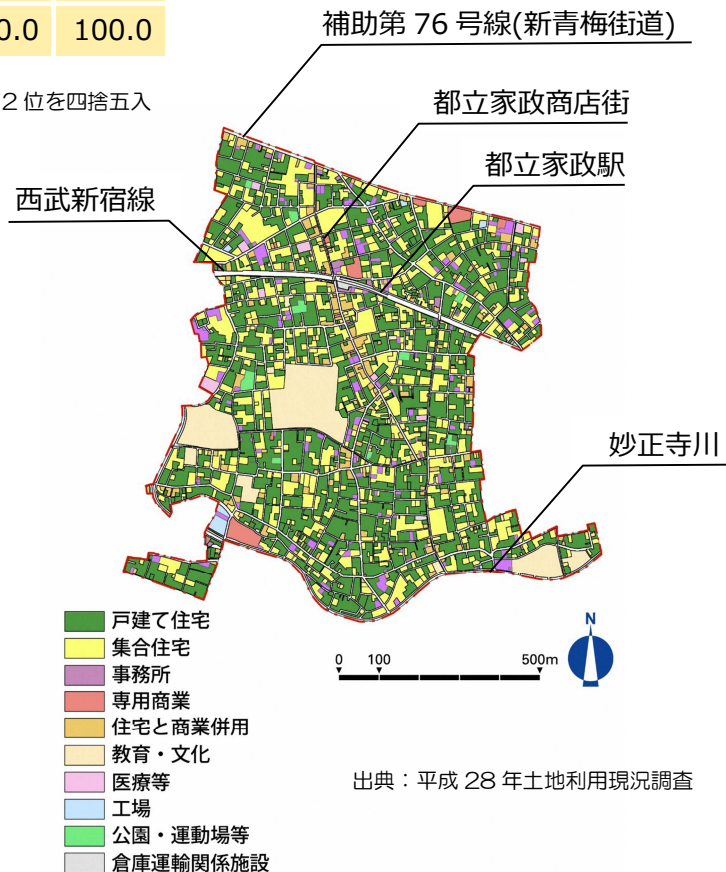 0.0 100.0
2 位を四捨五入
補助第 76 号線(新青梅街道)
都立家政商店街
都立家政駅
西武新宿線
妙正寺川
戸建て住宅
集合住宅
事務所
専用商業
住宅と商業併用
教育・文化
医療等
工場
公園・運動場等
倉庫運輸関係施設
0 100 500m
N
出典：平成 28 年土地利用現況調査